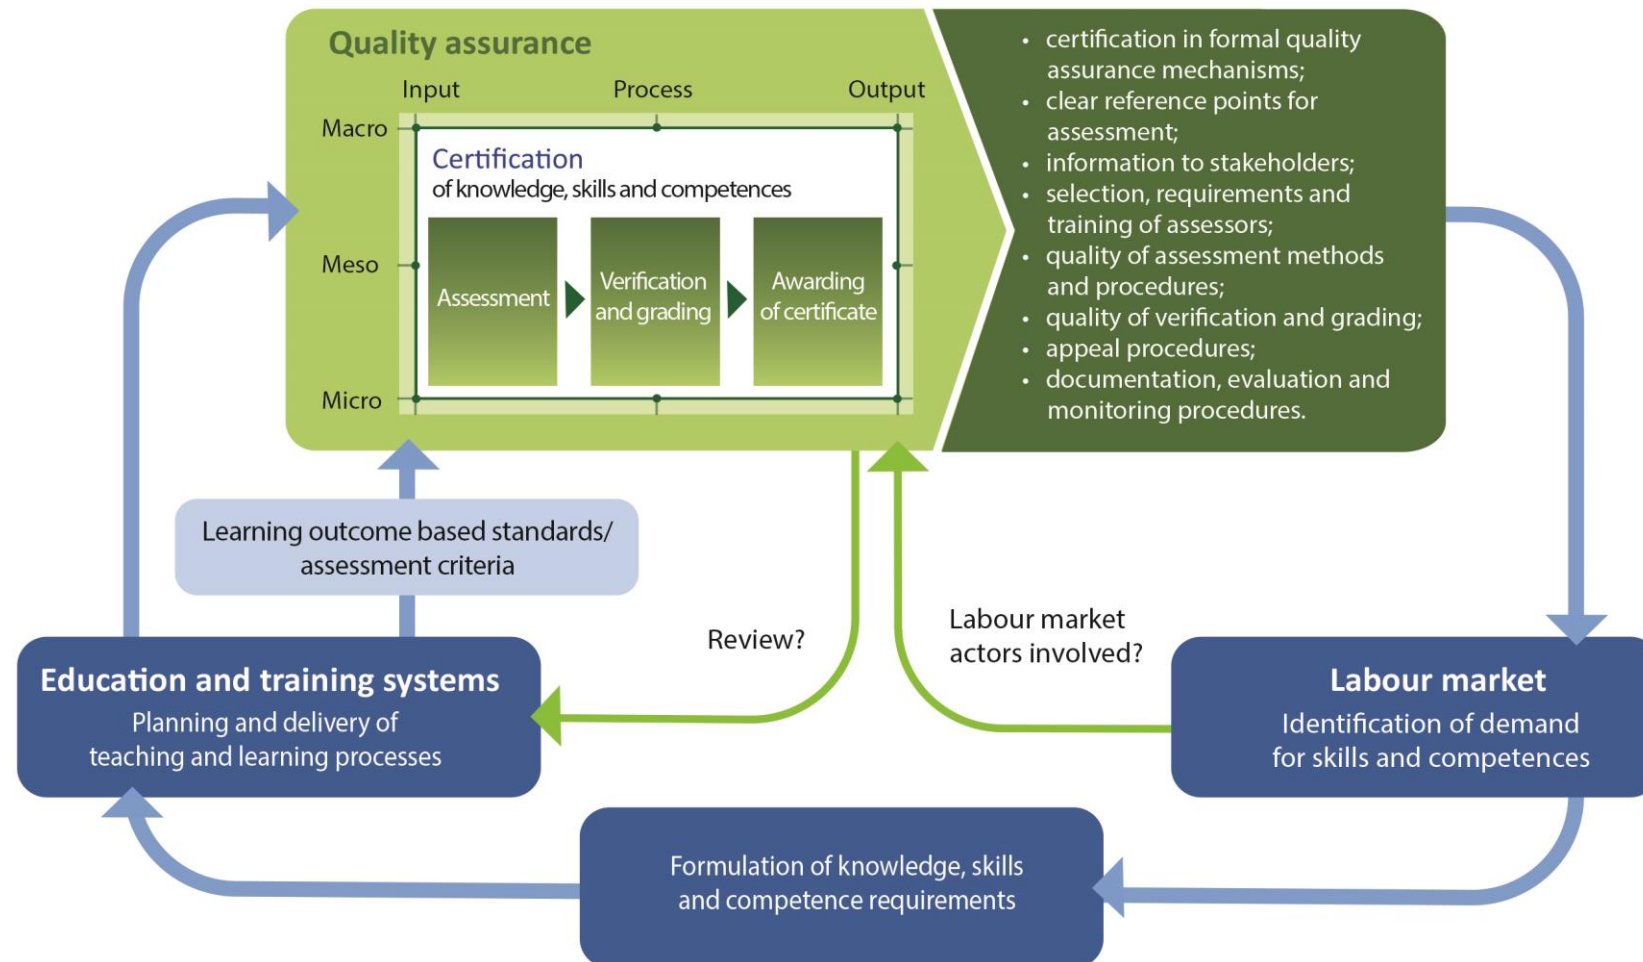 Quality assurance
Input
Process
Output
Macro
Meso
Micro
Certification
of knowledge, skills and competences
Assessment
Verification
and grading
Awarding
of certificate
• certification in formal quality
assurance mechanisms;
• clear reference points for
assessment;
• information to stakeholders;
• selection, requirements and
training of assessors;
• quality of assessment methods
and procedures;
• quality of verification and grading;
• appeal procedures;
• documentation, evaluation and
monitoring procedures.
Learning outcome based standards/
assessment criteria
Review?
Labour market
actors involved?
Education and training systems
Planning and delivery of
teaching and learning processes
Labour market
Identification of demand
for skills and competences
Formulation of knowledge, skills
and competence requirements